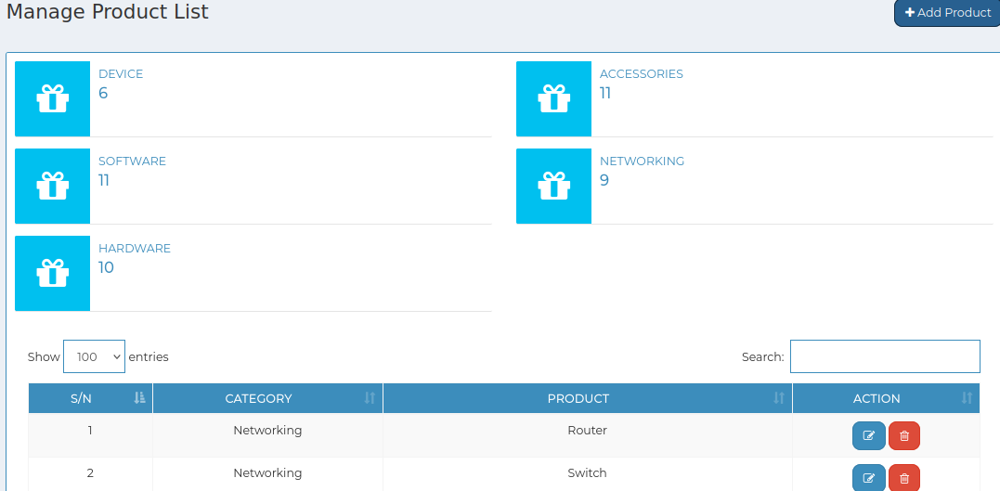 Manage Product List
Add Product
DEVICE
6
ACCESSORIES
11
SOFTWARE
11
NETWORKING
9
HARDWARE
10
Show 100 entries
Search:
S/N CATEGORY PRODUCT ACTION
1 Networking Router
2 Networking Switch